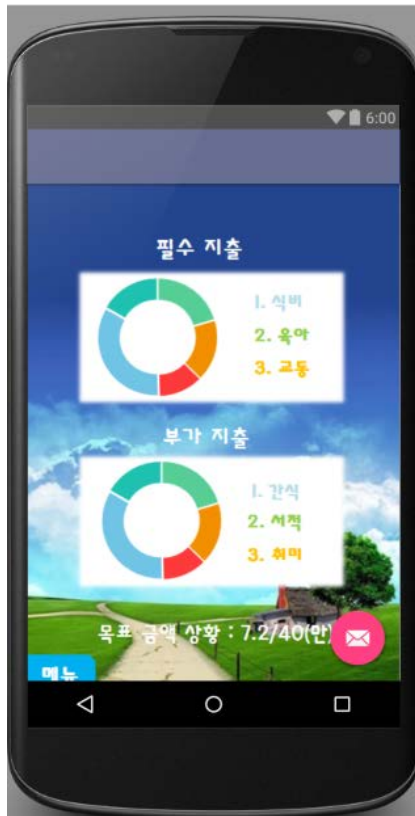 6:00
필수 지출
1. 식비
2. 육아
3. 교통
부가 지출
1. 간식
2. 서적
3. 취미
목표 금액 상황 : 7.2/40(만)
메뉴